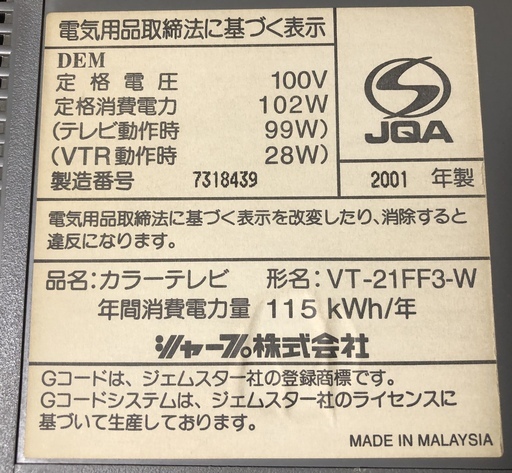 電気用品取締法に基づく表示
DEM
定格電圧 100V
定格消費電力 102W
(テレビ動作時 99W)
(VTR動作時 28W)
製造番号 7318439
JQA
2001 年製
電気用品取締法に基づく表示を改変したり、消除すると
違反になります。
品名:カラーテレビ 形名:VT-21FF3-W
年間消費電力量 115 kWh/年
シャープ株式会社
Gコードは、ジェムスター社の登録商標です。
Gコードシステムは、ジェムスター社のライセンスに
基づいて生産しております。
MADE IN MALAYSIA